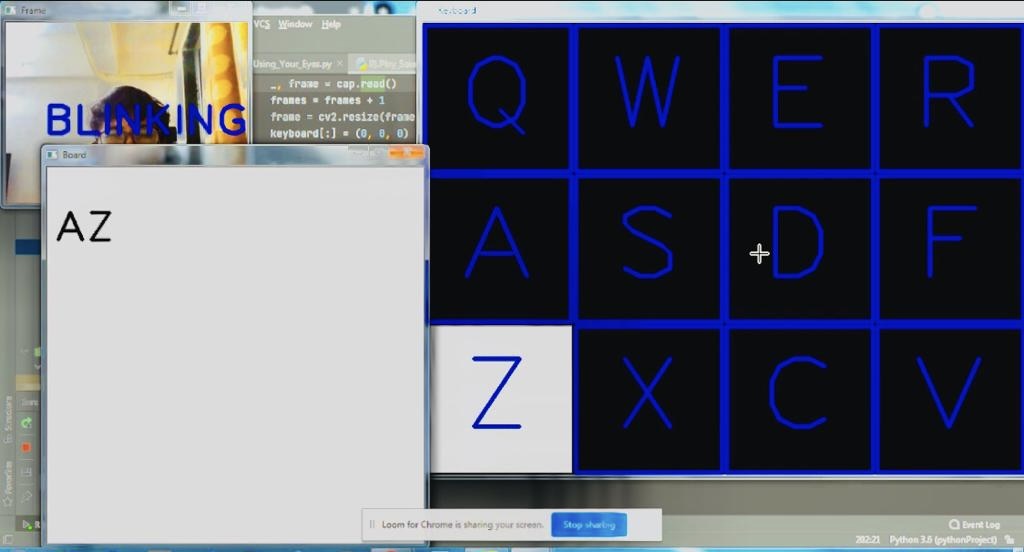 Frame
BLINKING
VCS Window Help
Using_Your_Eyes.py
_, frame = cap.read()
frames = frames + 1
frame = cv2.resize(frame
keyboard[:] = (0, 0, 0)
Board
AZ
Keyboard
Q W E R
A S D F
Z X C V
Structure
Favorites
Loom for Chrome is sharing your screen.
Stop sharing
Event Log
202:21 Python 3.6 (pythonProject)